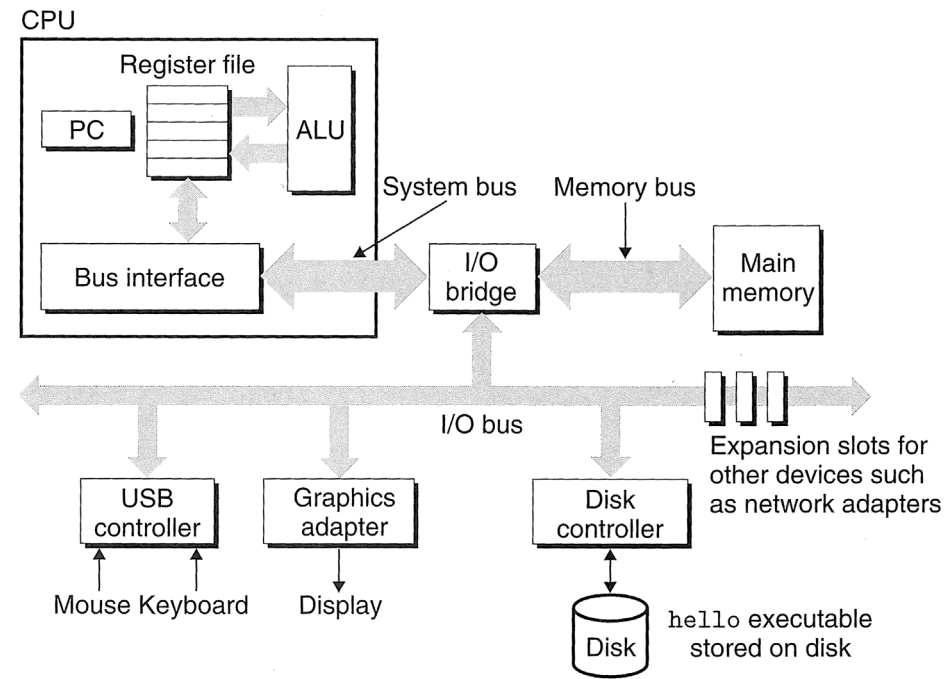 CPU
Register file
PC
ALU
System bus
Memory bus
Bus interface
I/O
bridge
Main
memory
I/O bus
Expansion slots for
other devices such
as network adapters
USB
controller
Graphics
adapter
Disk
controller
Mouse Keyboard
Display
Disk
hello executable
stored on disk